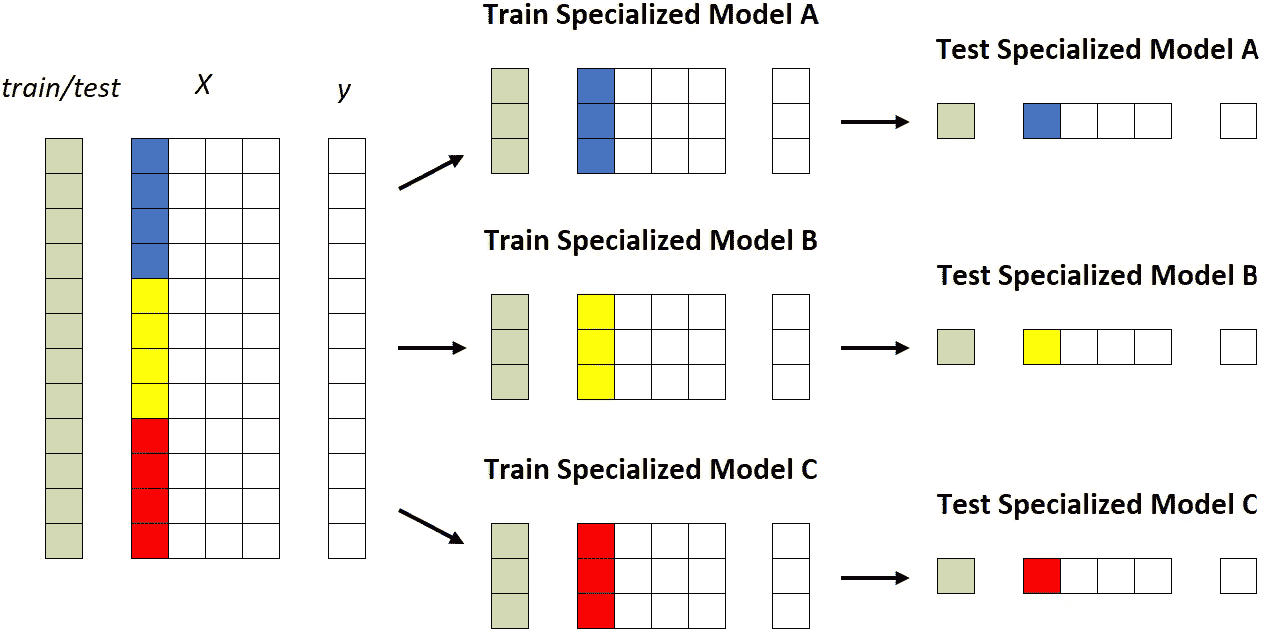 train/test
X
y
Train Specialized Model A
Test Specialized Model A
Train Specialized Model B
Test Specialized Model B
Train Specialized Model C
Test Specialized Model C